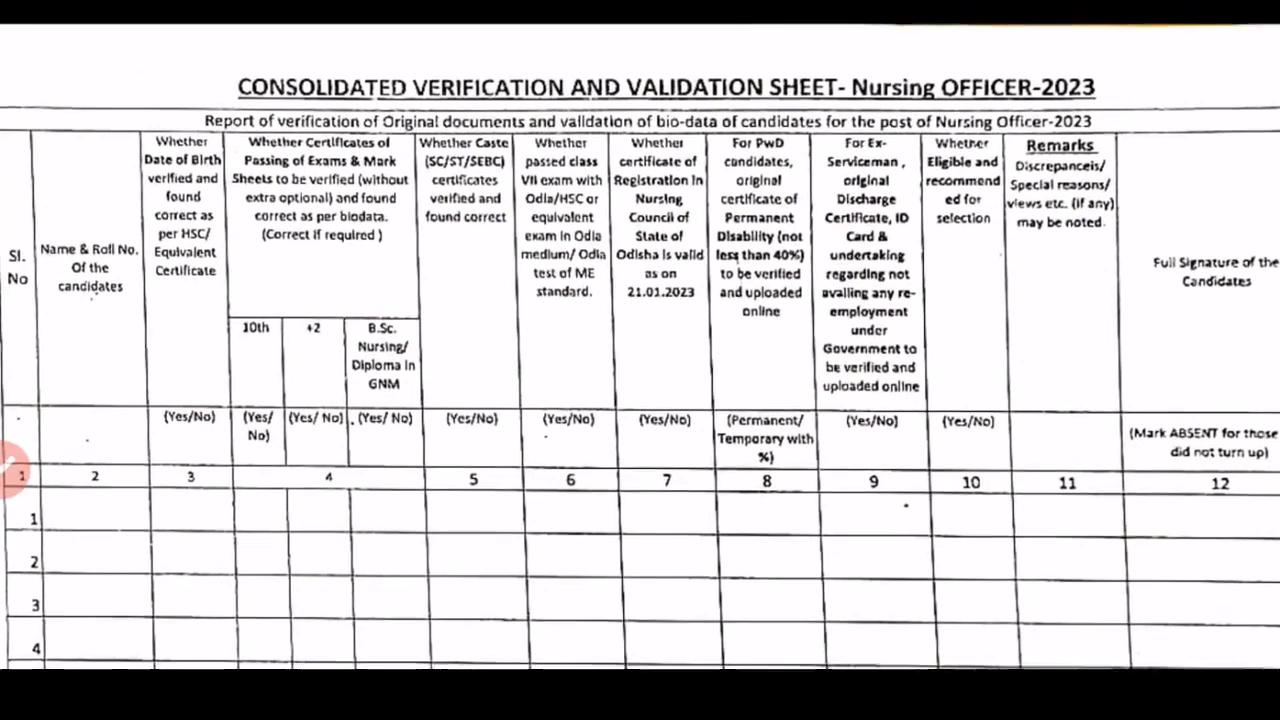 CONSOLIDATED VERIFICATION AND VALIDATION SHEET- Nursing OFFICER-2023
Report of verification of Original documents and validation of bio-data of candidates for the post of Nursing Officer-2023
Sl.
No
Name & Roll No.
Of the
candidates
Whether
Date of Birth
verified and
found
correct as
per HSC/
Equivalent
Certificate
Whether Certificates of
Passing of Exams & Mark
Sheets to be verified (without
extra optional) and found
correct as per biodata.
(Correct if required )
10th
+2
B.Sc.
Nursing/
Diploma in
GNM
Whether Caste
(SC/ST/SEBC)
certificates
verified and
found correct
Whether
passed class
VII exam with
Odia/HSC or
equivalent
exam in Odia
medium/ Odia
test of ME
standard.
Whether
certificate of
Registration in
Nursing
Council of
State of
Odisha is valid
as on
21.01.2023
For PwD
candidates,
original
certificate of
Permanent
Disability (not
less than 40%)
to be verified
and uploaded
online
For Ex-
Serviceman ,
original
Discharge
Certificate, ID
Card &
undertaking
regarding not
availing any re-
employment
under
Government to
be verified and
uploaded online
Whether
Eligible and
recommend
ed for
selection
Remarks
Discrepanceis/
Special reasons/
views etc. (if any)
may be noted.
Full Signature of the
Candidates
(Yes/No)
(Yes/
No)
(Yes/ No)
(Yes/ No)
(Yes/No)
(Yes/No)
(Yes/No)
(Permanent/
Temporary with
%)
(Yes/No)
(Yes/No)
(Mark ABSENT for those
did not turn up)
1 2 3 4 5 6 7 8 9 10 11 12
1
2
3
4